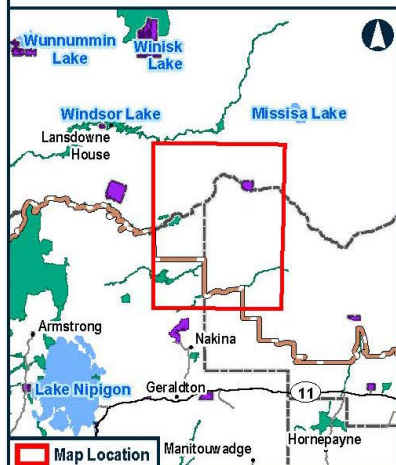 Wunnummin
Lake
Winisk
Lake
Windsor Lake
Missisa Lake
Lansdowne
House
Armstrong
Nakina
Lake Nipigon
Geraldton
11
Manitouwadge
Hornepayne
Map Location